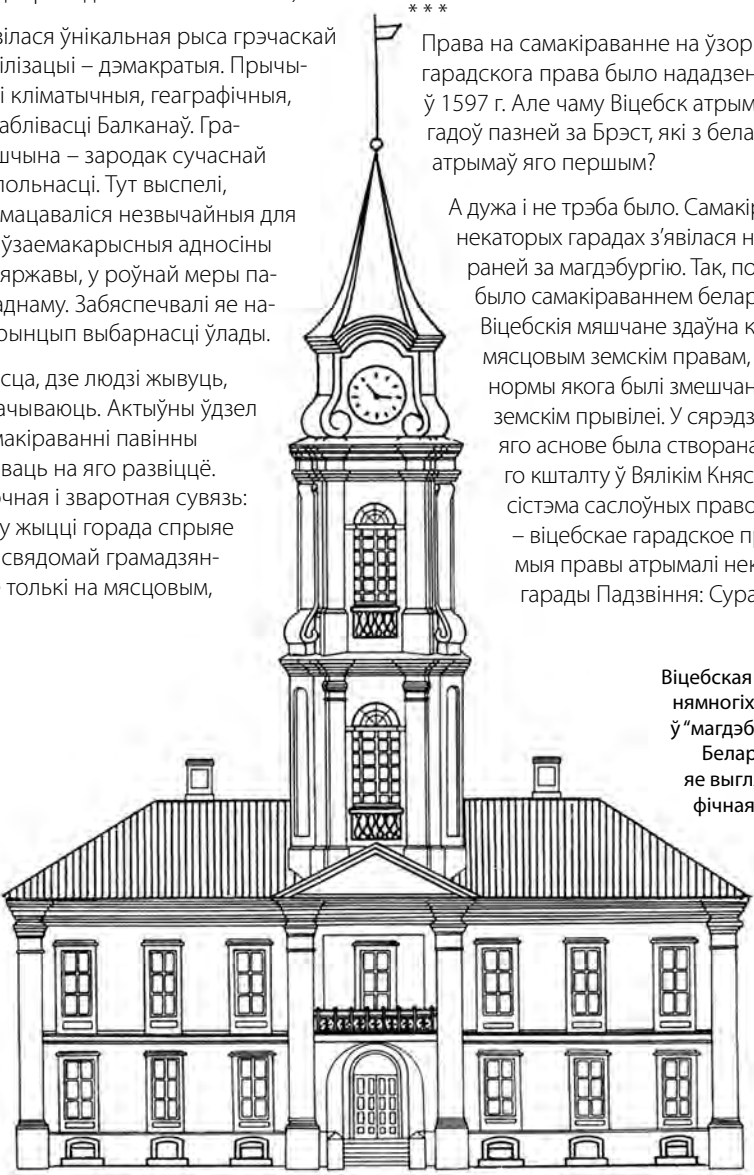 вілася ўнікальная рыса грэчаскай
ілізацыі – дэмакратыя. Прычы-
і кліматычныя, геаграфічныя,
аблівасці Балканаў. Гра-
шчына – зародак сучаснай
польнасці. Тут выспелі,
мацаваліся незвычайныя для
ўзаемакарысныя адносіны
яржавы, у роўнай меры па-
аднаму. Забяспечвалі яе на-
рынцып выбарнасці ўлады.
сца, дзе людзі жывуць,
ачываюць. Актыўны ўдзел
макіраванні павінны
ваць на яго развіццё.
чная і зваротная сувязь:
у жыцці горада спрыяе
свядомай грамадзян-
толькі на мясцовым,
* * *
Права на самакіраванне на ўзор
гарадскога права было нададзен
ў 1597 г. Але чаму Віцебск атрым
гадоў пазней за Брэст, які з бела
атрымаў яго першым?
А дужа і не трэба было. Самакір
некаторых гарадах з’явілася н
раней за магдэбургію. Так, по
было самакіраваннем белар
Віцебскія мяшчане здаўна к
мясцовым земскім правам,
нормы якога былі змешчан
земскім прывілеі. У сярэдз
яго аснове была створана
го кшталту ў Вялікім Княс
сістэма саслоўных право
– віцебскае гарадское пр
мыя правы атрымалі нек
гарады Падзвіння: Сура
Віцебская
нямногіх
ў “магдэб
Белар
яе выгл
фічная